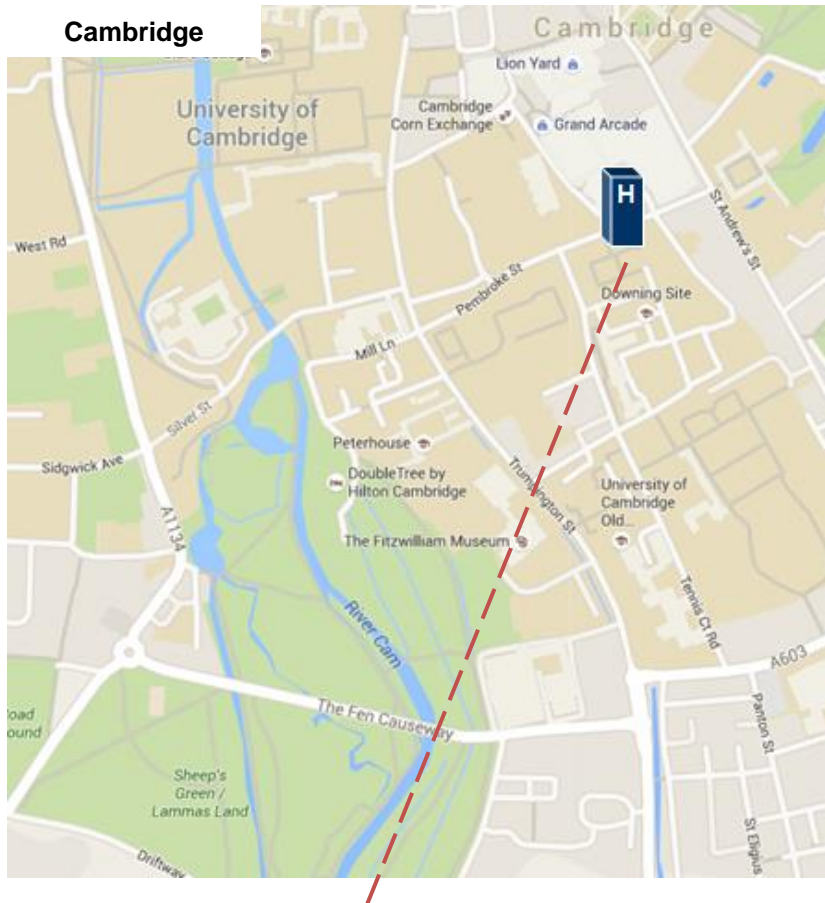 Cambridge
Cambridge
Lion Yard
University of
Cambridge
Cambridge
Corn Exchange
Grand Arcade
H
St Andrew's St
West Rd
Pembroke St
Downing Site
Mill Ln
Silver St
Peterhouse
Sidgwick Ave
DoubleTree by
Hilton Cambridge
Trumpington St
University of
Cambridge
Old...
A1134
The Fitzwilliam Museum
Tennis Ct Rd
River Cam
A603
The Fen Causeway
Panton St
oad
ound
Sheep's
Green /
Lammas Land
St Eligius
Driftway